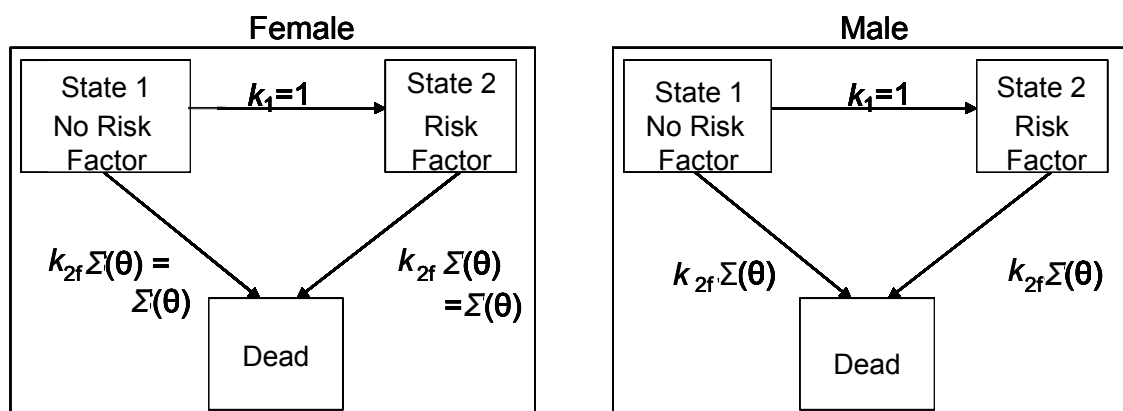 Female
State 1
No Risk
Factor
k₁=1
State 2
Risk
Factor
k₂f Σ(θ) =
Σ(θ)
k₂f Σ(θ)
=Σ(θ)
Dead
Male
State 1
No Risk
Factor
k₁=1
State 2
Risk
Factor
k₂f Σ(θ)
k₂f Σ(θ)
Dead